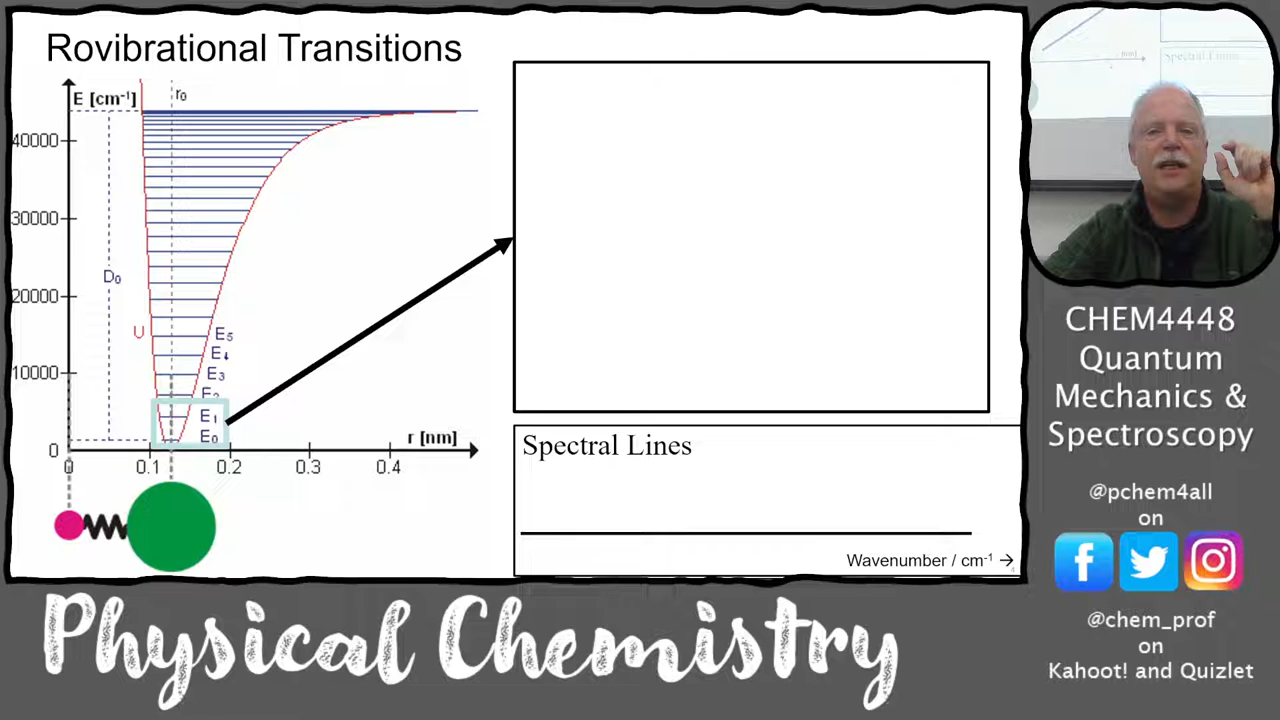 Rovibrational Transitions
E [cm⁻¹]
r₀
40000
30000
D₀
20000
U
E₅
E₄
10000
E₃
E₂
E₁
E₀
r [nm]
0
0
0.1
0.2
0.3
0.4
Spectral Lines
Wavenumber / cm⁻¹ →
Spectral Lines
CHEM4448
Quantum
Mechanics &
Spectroscopy
@pchem4all
on
@chem_prof
on
Kahoot! and Quizlet
Physical Chemistry